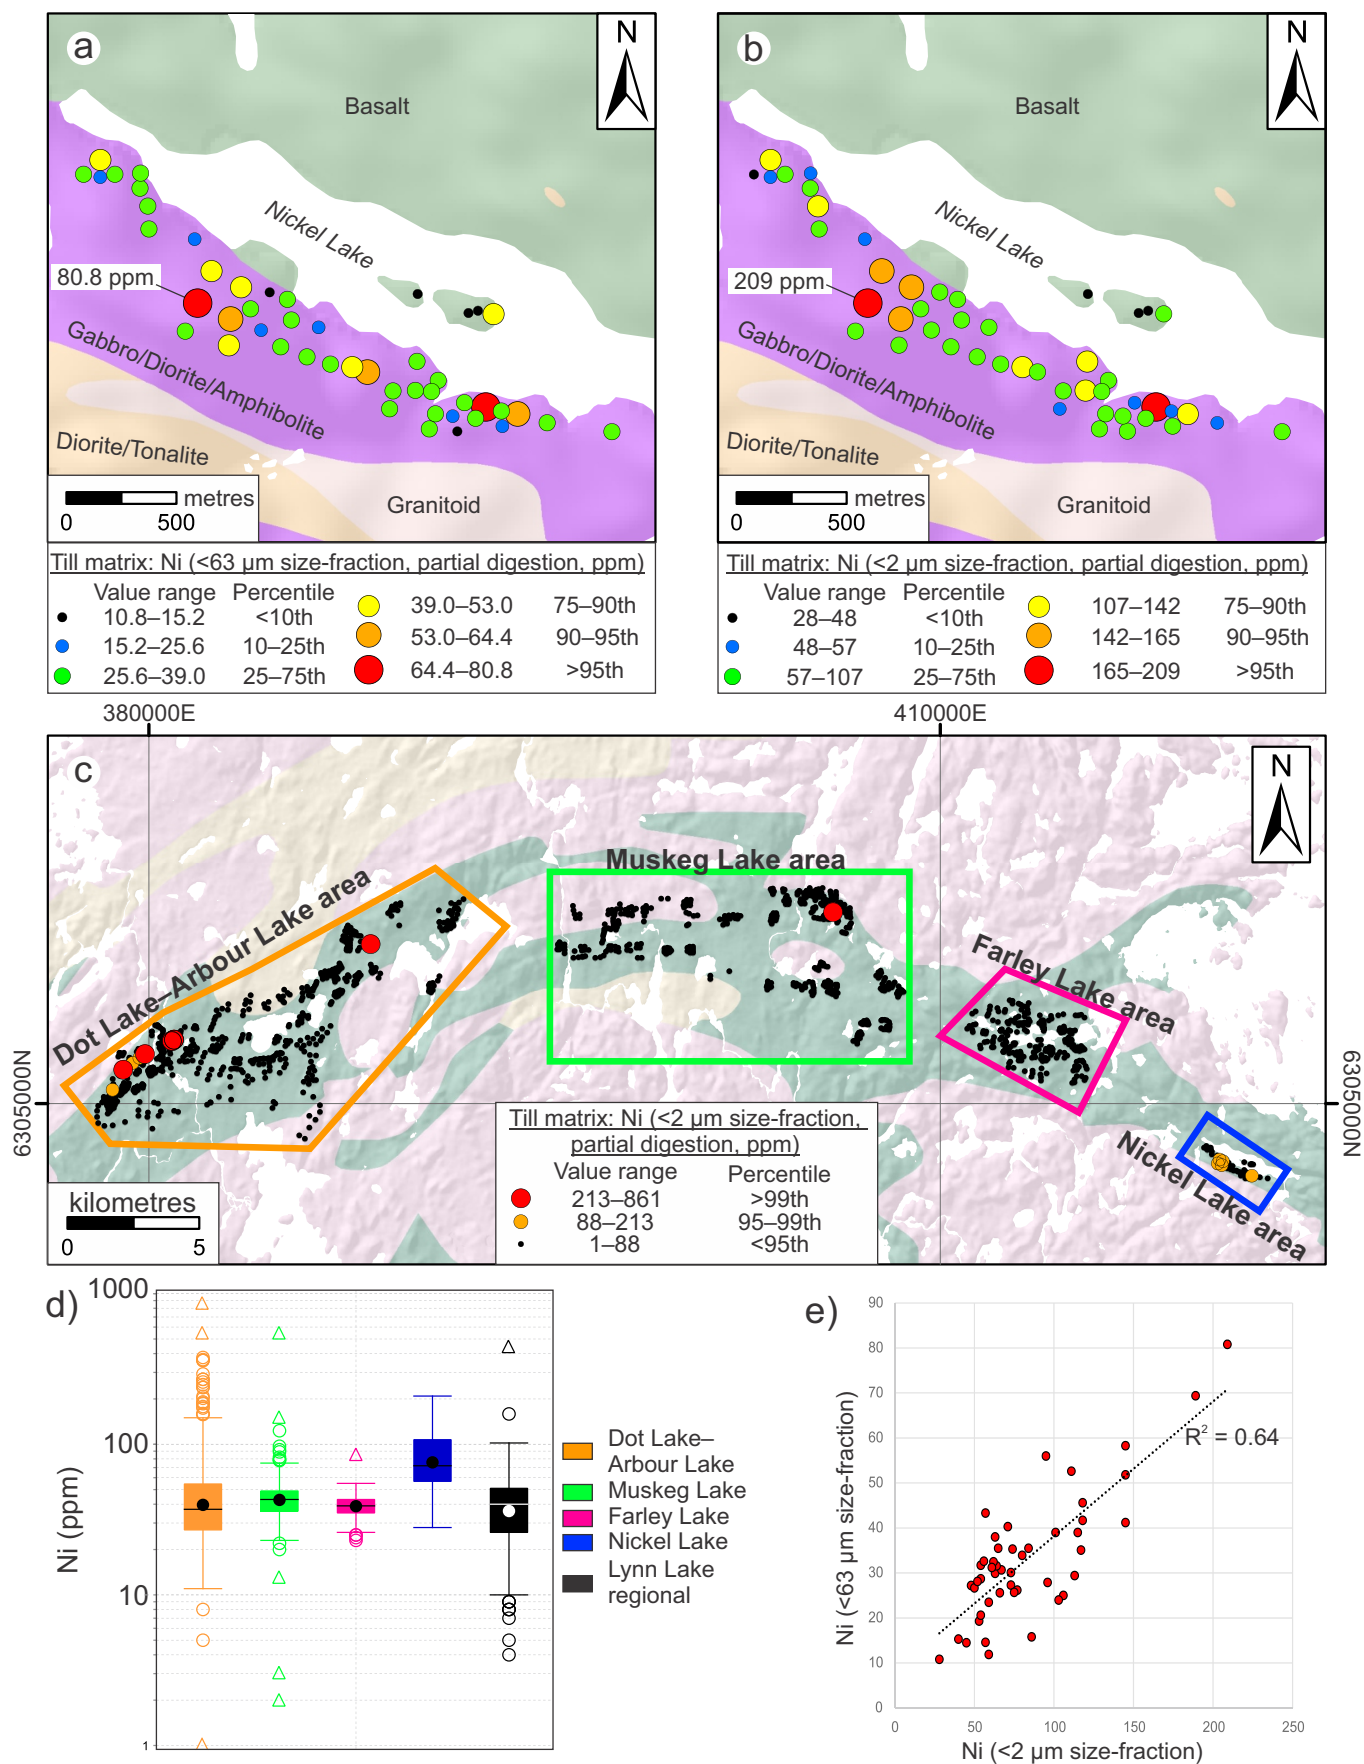 a
N
Basalt
Nickel Lake
80.8 ppm
Gabbro/Diorite/Amphibolite
Diorite/Tonalite
Granitoid
metres
0 500
Till matrix: Ni (<63 µm size-fraction, partial digestion, ppm)
Value range Percentile
10.8–15.2 <10th
15.2–25.6 10–25th
25.6–39.0 25–75th
39.0–53.0 75–90th
53.0–64.4 90–95th
64.4–80.8 >95th
b
N
Basalt
Nickel Lake
209 ppm
Gabbro/Diorite/Amphibolite
Diorite/Tonalite
Granitoid
metres
0 500
Till matrix: Ni (<2 µm size-fraction, partial digestion, ppm)
Value range Percentile
28–48 <10th
48–57 10–25th
57–107 25–75th
107–142 75–90th
142–165 90–95th
165–209 >95th
380000E 410000E
c
N
Muskeg Lake area
Dot Lake–Arbour Lake area
Farley Lake area
Nickel Lake area
6305000N
6305000N
kilometres
0 5
Till matrix: Ni (<2 µm size-fraction,
partial digestion, ppm)
Value range Percentile
213–861 >99th
88–213 95–99th
1–88 <95th
d)
Ni (ppm)
1000
100
10
1
Dot Lake–
Arbour Lake
Muskeg Lake
Farley Lake
Nickel Lake
Lynn Lake
regional
e)
Ni (<63 µm size-fraction)
90
80
70
60
50
40
30
20
10
0
R² = 0.64
0 50 100 150 200 250
Ni (<2 µm size-fraction)